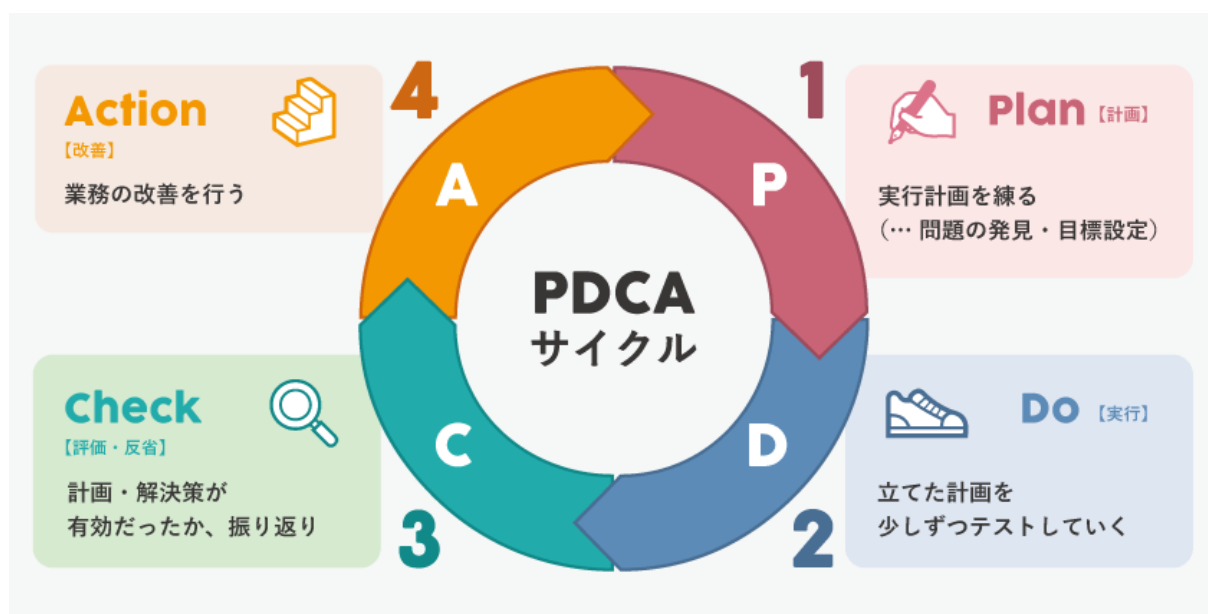 PDCA
サイクル
1
P
Plan【計画】
実行計画を練る
(… 問題の発見・目標設定)
2
D
Do【実行】
立てた計画を
少しずつテストしていく
3
C
Check
【評価・反省】
計画・解決策が
有効だったか、振り返り
4
A
Action
【改善】
業務の改善を行う